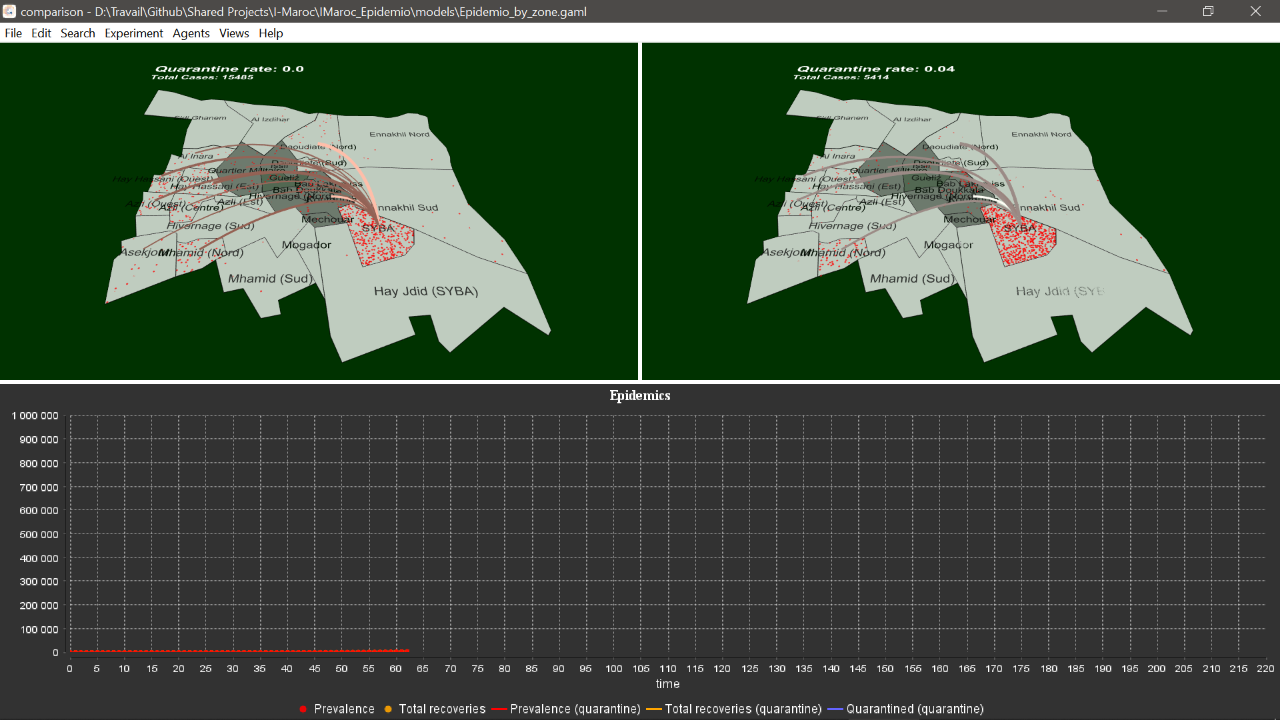 comparison - D:\Travail\Github\Shared Projects\I-Maroc\IMaroc_Epidemio\models\Epidemio_by_zone.gaml
File Edit Search Experiment Agents Views Help
Quarantine rate: 0.0
Total Cases: 15485
Sidi Ghanem
Al Izdihar
Ennakhil Nord
Daoudiate (Nord)
Al Inara
Daoudiate (Sud)
Quartier Militaire
Hay Hassani (Ouest)
Gueliz
Hay Hassani (Est)
Bab Doukkala
Azli (Ouest)
Azli (Centre)
Azli (Est)
Hivernage (Nord)
Ennakhil Sud
Mechouar
Hivernage (Sud)
SYBA
Mogador
Asekjour
Mhamid (Nord)
Mhamid (Sud)
Hay Jdid (SYBA)
Quarantine rate: 0.04
Total Cases: 5414
Sidi Ghanem
Al Izdihar
Ennakhil Nord
Daoudiate (Nord)
Al Inara
Daoudiate (Sud)
Quartier Militaire
Hay Hassani (Ouest)
Gueliz
Hay Hassani (Est)
Bab Doukkala
Azli (Ouest)
Azli (Centre)
Azli (Est)
Hivernage (Nord)
Ennakhil Sud
Mechouar
Hivernage (Sud)
SYBA
Mogador
Asekjour
Mhamid (Nord)
Mhamid (Sud)
Hay Jdid (SYB
Epidemics
1 000 000
900 000
800 000
700 000
600 000
500 000
400 000
300 000
200 000
100 000
0
0 5 10 15 20 25 30 35 40 45 50 55 60 65 70 75 80 85 90 95 100 105 110 115 120 125 130 135 140 145 150 155 160 165 170 175 180 185 190 195 200 205 210 215 220
time
Prevalence Total recoveries Prevalence (quarantine) Total recoveries (quarantine) Quarantined (quarantine)